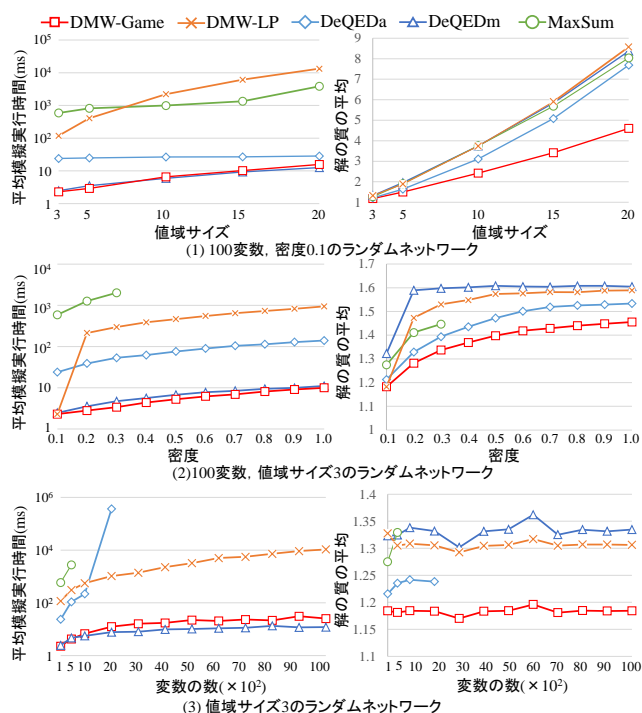 DMW-Game DMW-LP DeQEDa DeQEDm MaxSum
平均模擬実行時間(ms)
10⁵
10⁴
10³
10²
10
1
3 5 10 15 20
値域サイズ
解の質の平均
9
8
7
6
5
4
3
2
1
3 5 10 15 20
値域サイズ
(1) 100変数，密度0.1のランダムネットワーク
平均模擬実行時間(ms)
10⁴
10³
10²
10
1
0.1 0.2 0.3 0.4 0.5 0.6 0.7 0.8 0.9 1.0
密度
解の質の平均
1.7
1.6
1.5
1.4
1.3
1.2
1.1
1
0.1 0.2 0.3 0.4 0.5 0.6 0.7 0.8 0.9 1.0
密度
(2)100変数，値域サイズ3のランダムネットワーク
平均模擬実行時間(ms)
10⁶
10⁴
10²
1
1 5 10 20 30 40 50 60 70 80 90 100
変数の数(×10²)
解の質の平均
1.4
1.3
1.3
1.2
1.2
1.1
1 5 10 20 30 40 50 60 70 80 90 100
変数の数(×10²)
(3) 値域サイズ3のランダムネットワーク